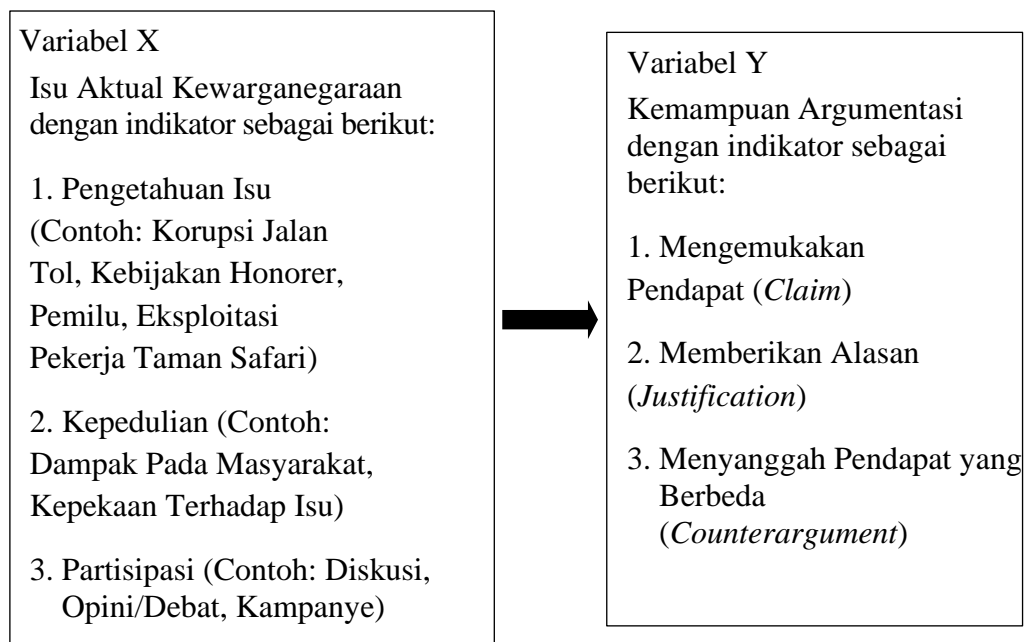 Variabel X
Isu Aktual Kewarganegaraan
dengan indikator sebagai berikut:
1. Pengetahuan Isu
(Contoh: Korupsi Jalan
Tol, Kebijakan Honorer,
Pemilu, Eksploitasi
Pekerja Taman Safari)
2. Kepedulian (Contoh:
Dampak Pada Masyarakat,
Kepekaan Terhadap Isu)
3. Partisipasi (Contoh: Diskusi,
Opini/Debat, Kampanye)
Variabel Y
Kemampuan Argumentasi
dengan indikator sebagai
berikut:
1. Mengemukakan
Pendapat (Claim)
2. Memberikan Alasan
(Justification)
3. Menyanggah Pendapat yang
Berbeda
(Counterargument)